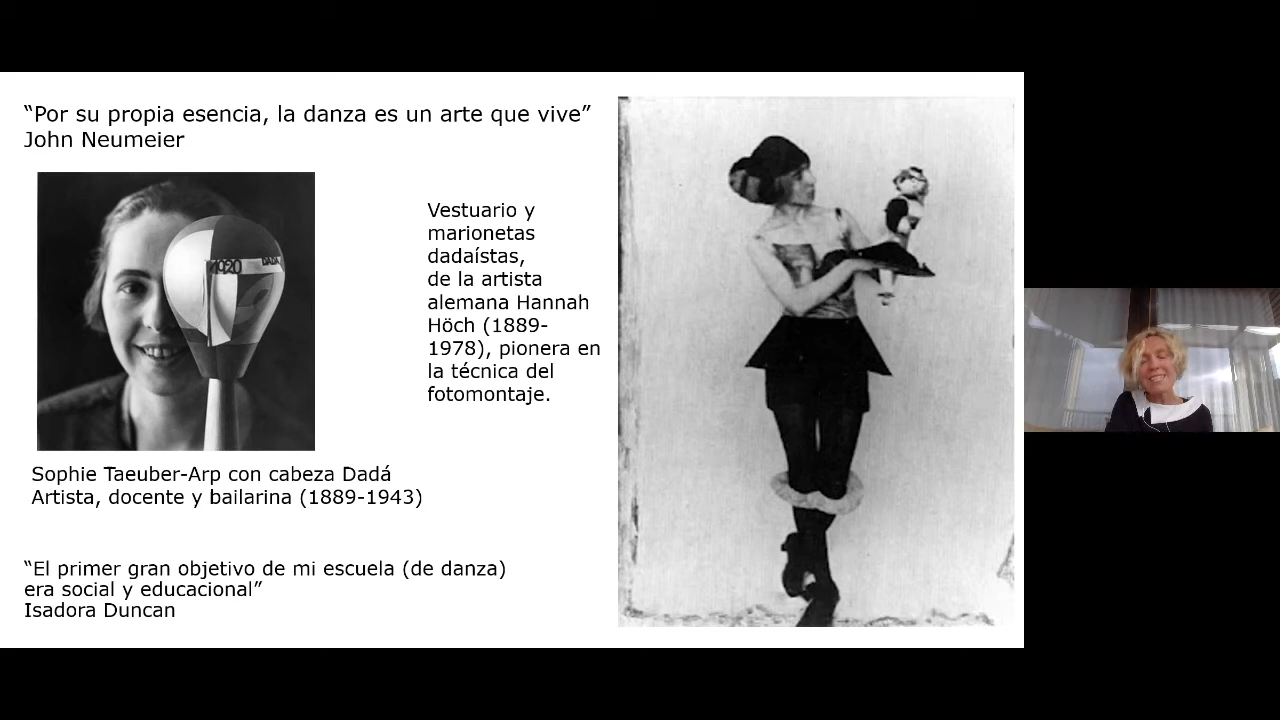 “Por su propia esencia, la danza es un arte que vive”
John Neumeier
1920
DADA
Vestuario y
marionetas
dadaístas,
de la artista
alemana Hannah
Höch (1889-
1978), pionera en
la técnica del
fotomontaje.
Sophie Taeuber-Arp con cabeza Dadá
Artista, docente y bailarina (1889-1943)
“El primer gran objetivo de mi escuela (de danza)
era social y educacional”
Isadora Duncan